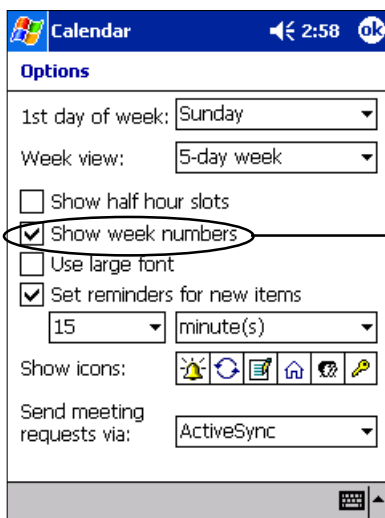 Calendar 2:58 ok
Options
1st day of week: Sunday
Week view: 5-day week
Show half hour slots
Show week numbers
Use large font
Set reminders for new items
15 minute(s)
Show icons:
Send meeting
requests via: ActiveSync